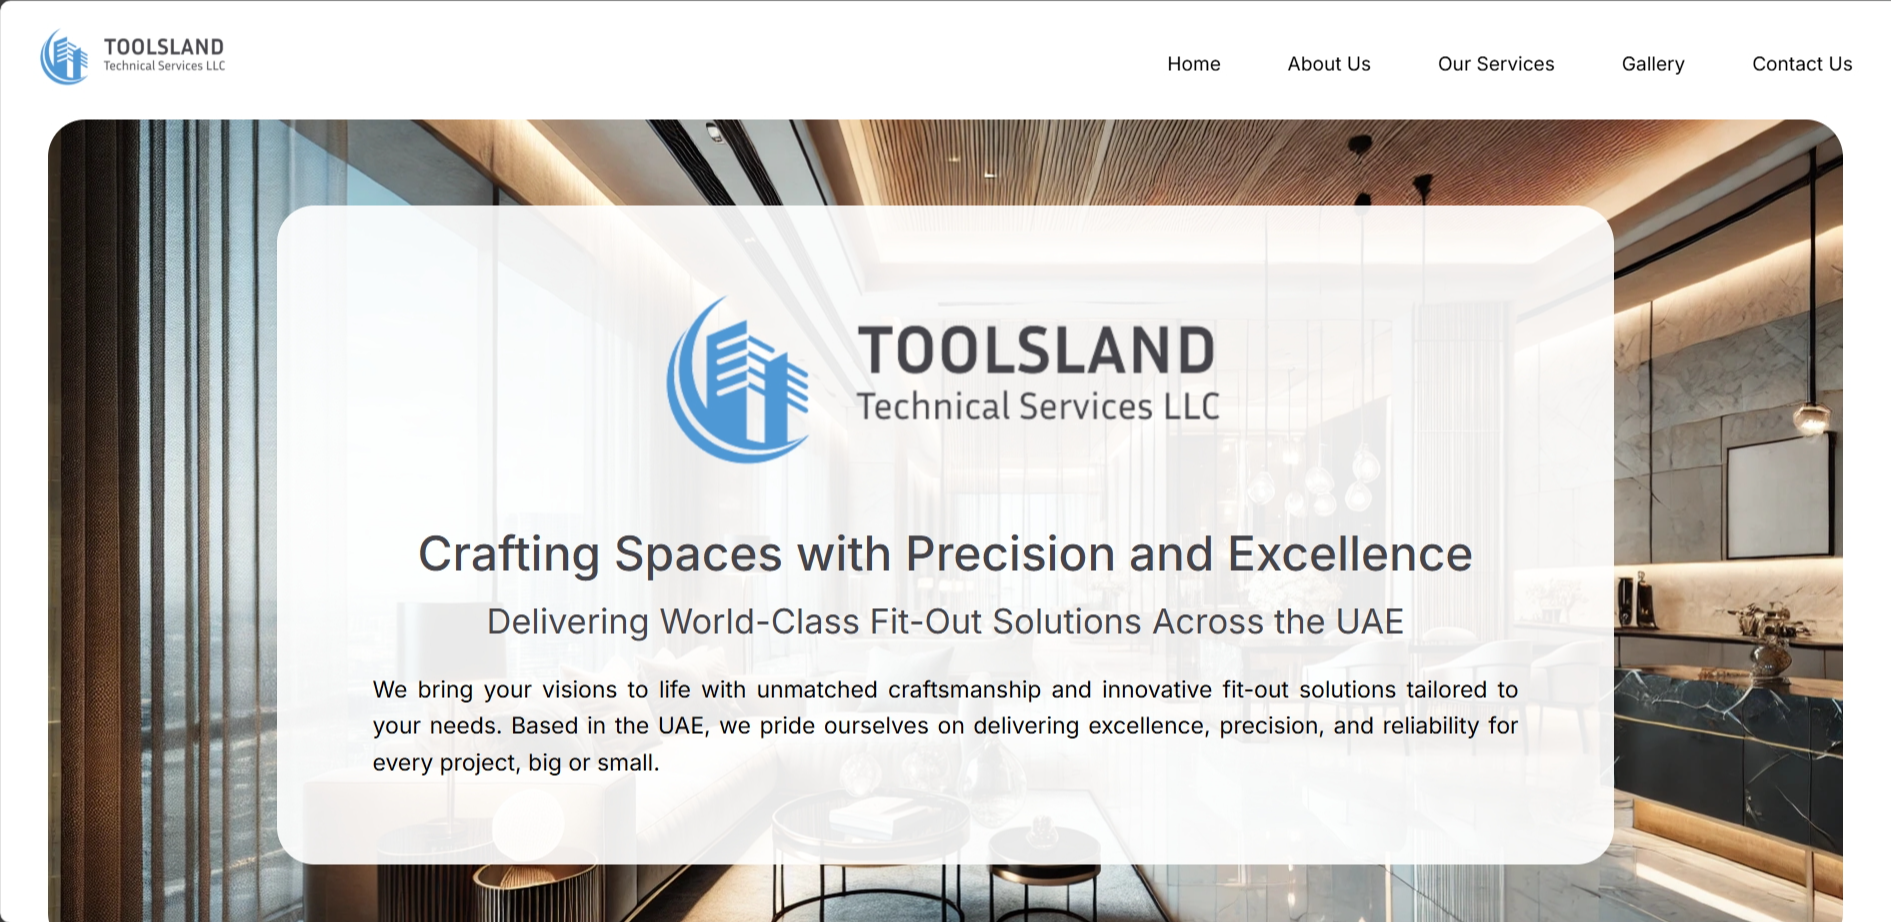 TOOLSLAND
Technical Services LLC
Home
About Us
Our Services
Gallery
Contact Us
TOOLSLAND
Technical Services LLC
Crafting Spaces with Precision and Excellence
Delivering World-Class Fit-Out Solutions Across the UAE
We bring your visions to life with unmatched craftsmanship and innovative fit-out solutions tailored to
your needs. Based in the UAE, we pride ourselves on delivering excellence, precision, and reliability for
every project, big or small.